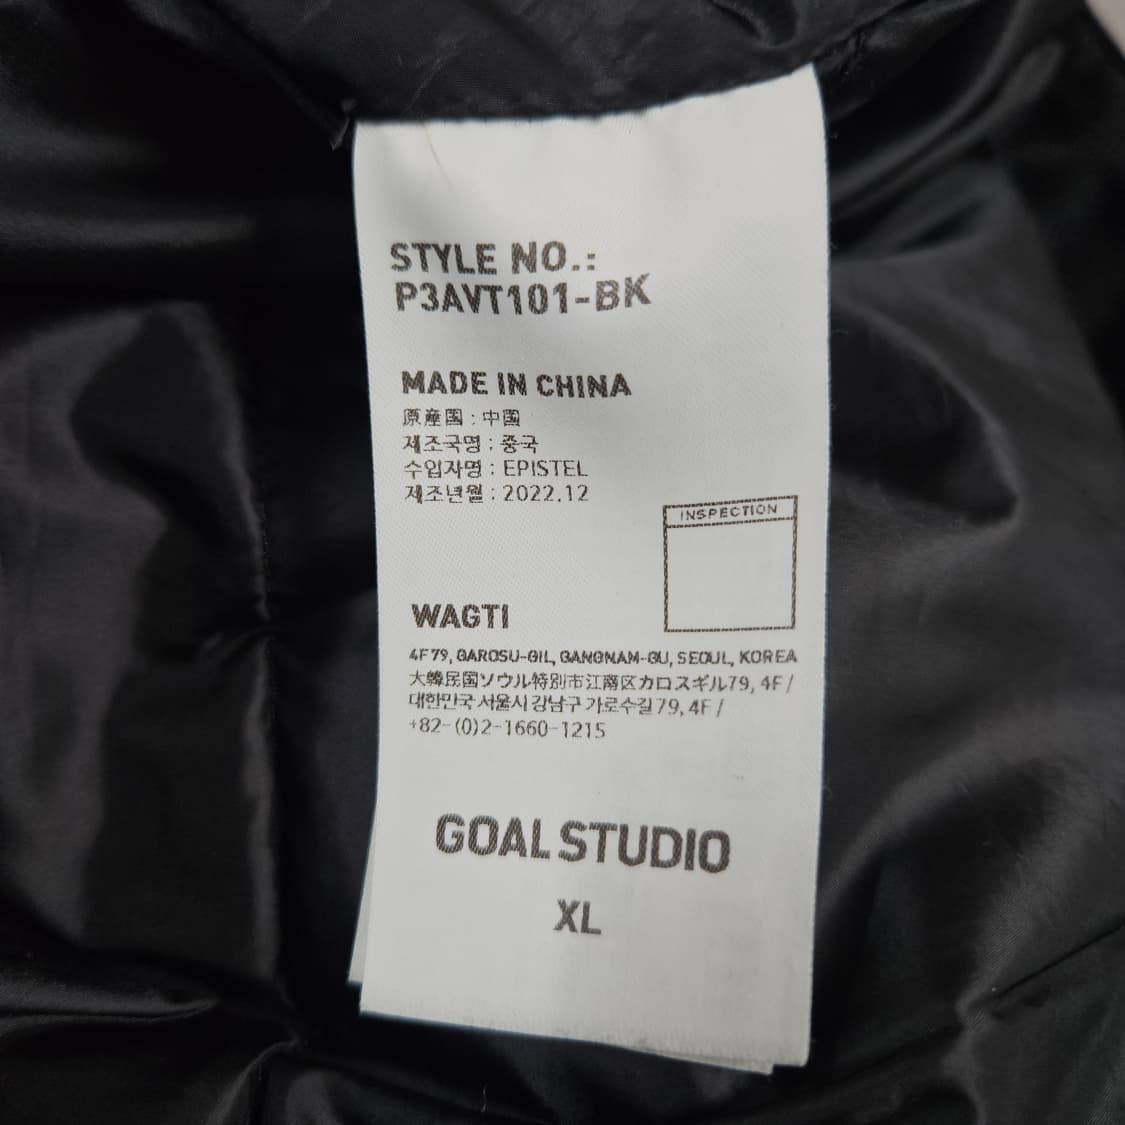 STYLE NO.:
P3AVT101-BK
MADE IN CHINA
原産国 : 中国
제조국명 : 중국
수입자명 : EPISTEL
제조년월 : 2022.12
INSPECTION
WAGTI
4F 79, GAROSU-GIL, GANGNAM-GU, SEOUL, KOREA
大韓民国ソウル特別市江南区カロスギル79, 4F /
대한민국 서울시 강남구 가로수길 79, 4F /
+82-(0)2-1660-1215
GOAL STUDIO
XL